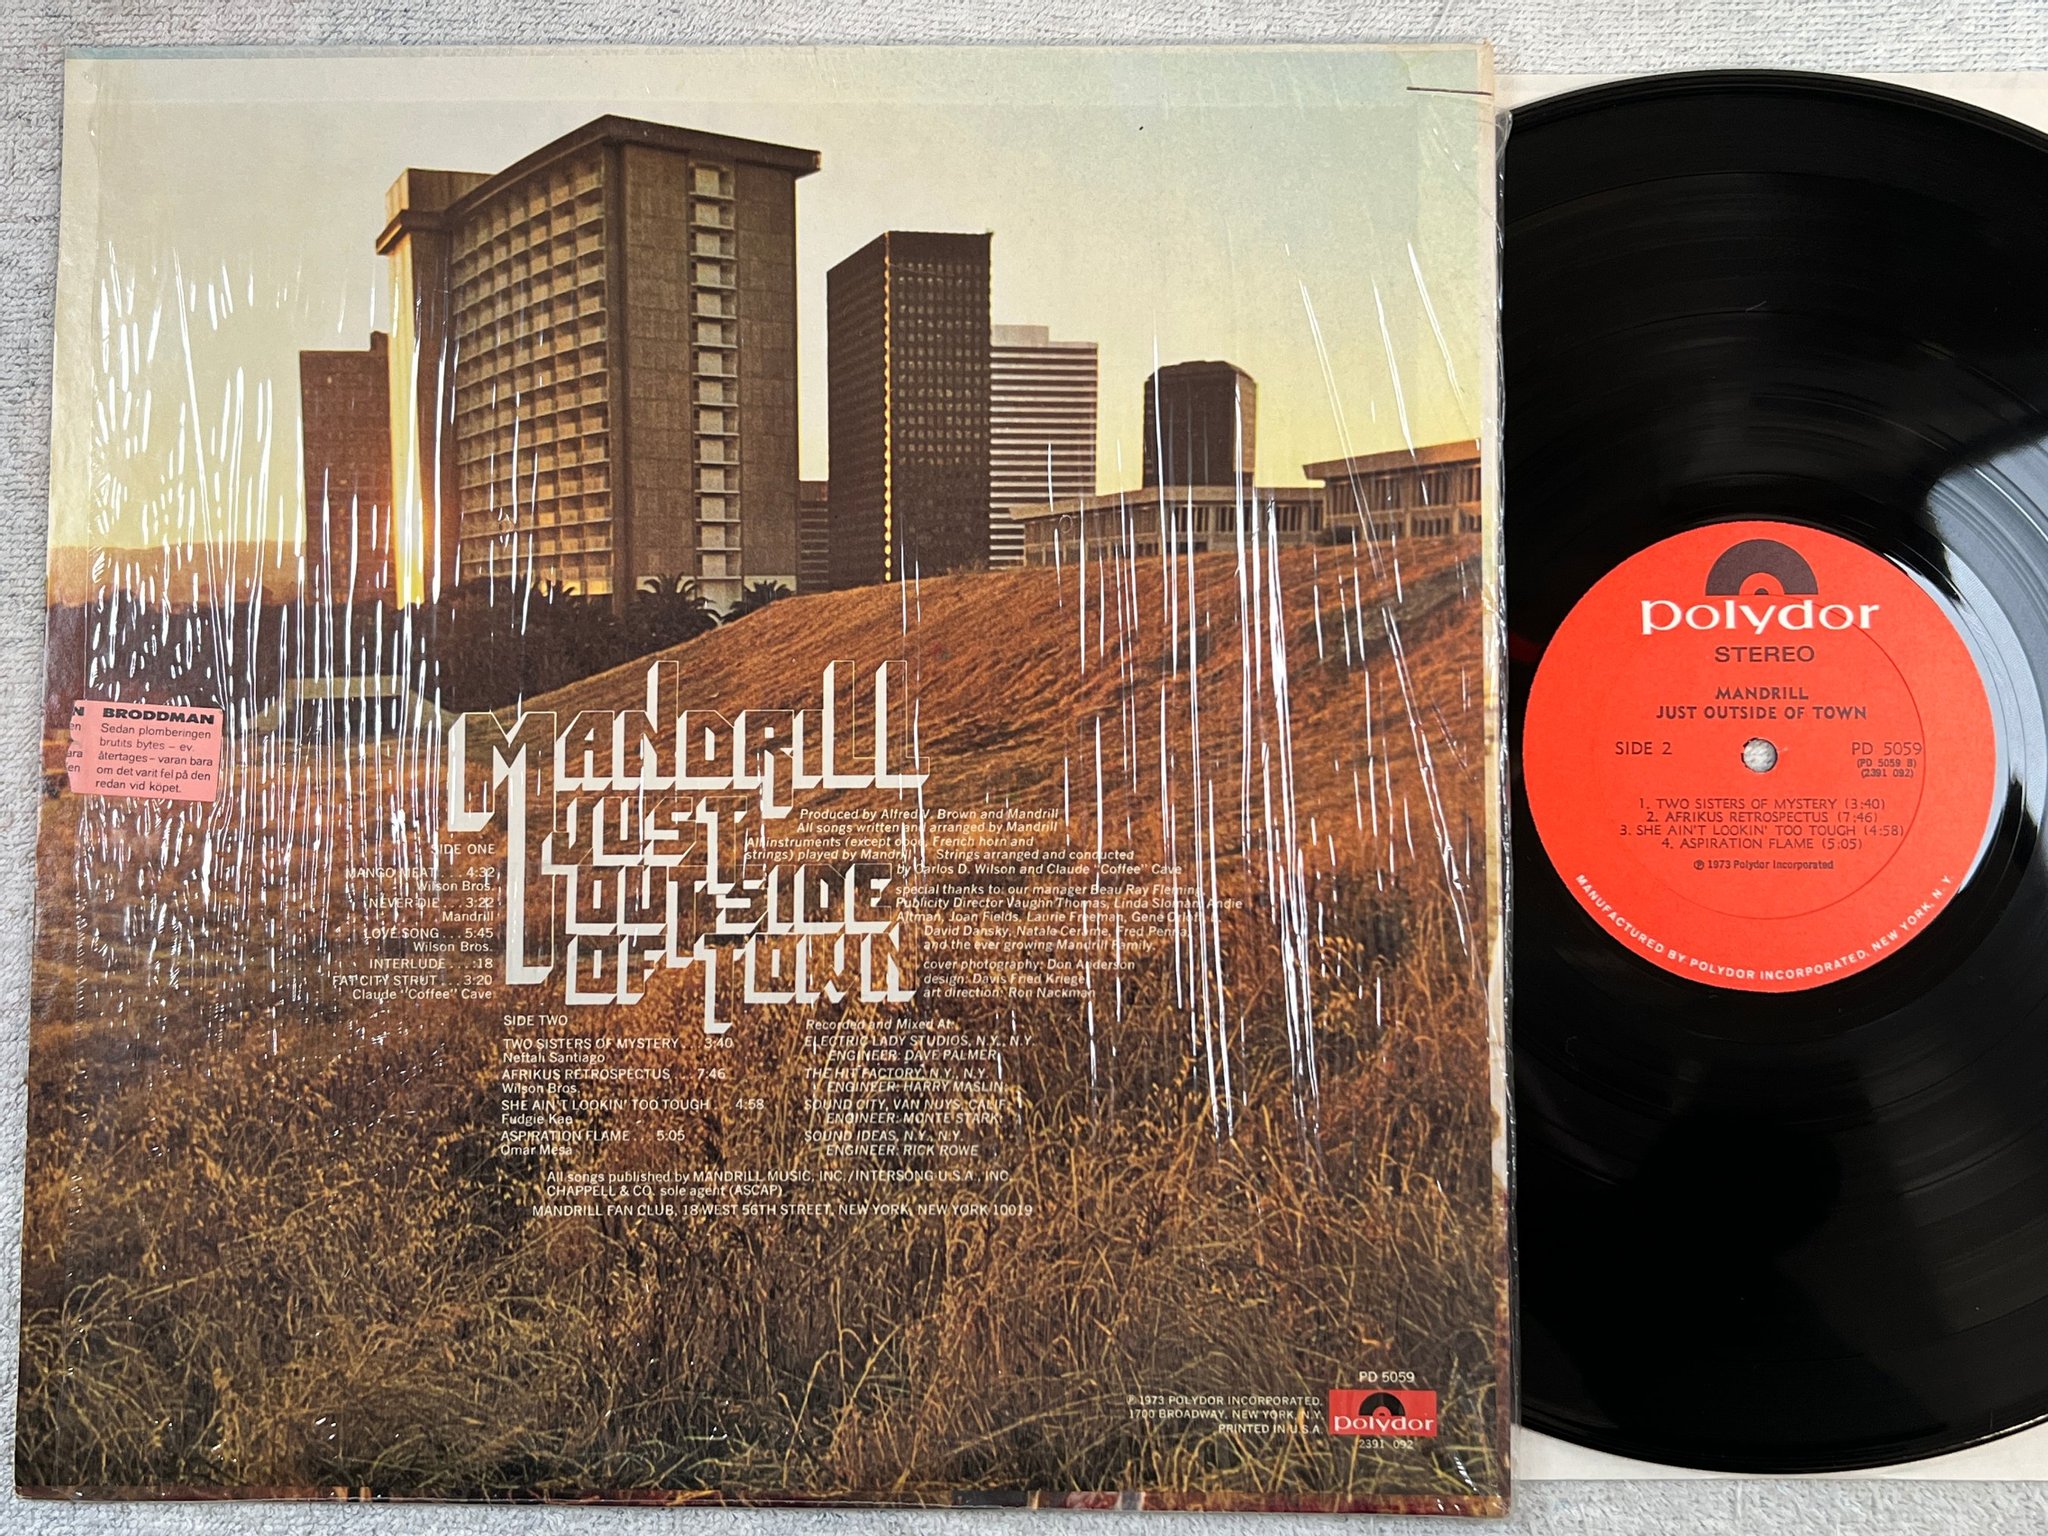 MANDRILL
JUST
OUTSIDE
OF TOWN
N
en
ara
en
BRODDMAN
Sedan plomberingen
brutits bytes – ev.
återtages – varan bara
om det varit fel på den
redan vid köpet.
SIDE ONE
MANGO MEAT . . . 4:32
Wilson Bros.
NEVER DIE . . . 3:22
Mandrill
LOVE SONG . . . 5:45
Wilson Bros.
INTERLUDE . . . :18
FAT CITY STRUT . . . 3:20
Claude "Coffee" Cave
SIDE TWO
TWO SISTERS OF MYSTERY . . . 3:40
Neftali Santiago
AFRIKUS RETROSPECTUS . . . 7:46
Wilson Bros.
SHE AIN'T LOOKIN' TOO TOUGH . . 4:58
Fudgie Kae
ASPIRATION FLAME . . . 5:05
Omar Mesa
Produced by Alfred V. Brown and Mandrill
All songs written and arranged by Mandrill
All instruments (except oboe, French horn and
strings) played by Mandrill Strings arranged and conducted
by Carlos D. Wilson and Claude "Coffee" Cave
special thanks to: our manager Beau Ray Fleming,
Publicity Director Vaughn Thomas, Linda Sloman, Andie
Altman, Joan Fields, Laurie Freeman, Gene
David Dansky, Natale Cerame, Fred Penna,
and the ever growing Mandrill Family.
cover photography: Don Anderson
design: Davis Fried Krieger
art direction: Ron Nackman
Recorded and Mixed At:
ELECTRIC LADY STUDIOS, N.Y., N.Y.
ENGINEER: DAVE PALMER
THE HIT FACTORY, N.Y., N.Y.
ENGINEER: HARRY MASLIN
SOUND CITY, VAN NUYS, CALIF.
ENGINEER: MONTE STARK
SOUND IDEAS, N.Y., N.Y.
ENGINEER: RICK ROWE
All songs published by MANDRILL MUSIC, INC./INTERSONG U.S.A., INC.
CHAPPELL & CO. sole agent (ASCAP)
MANDRILL FAN CLUB, 18 WEST 56TH STREET, NEW YORK, NEW YORK 10019
PD 5059
℗ 1973 POLYDOR INCORPORATED.
1700 BROADWAY, NEW YORK, N.Y.
PRINTED IN U.S.A.
polydor
2391 092
polydor
STEREO
MANDRILL
JUST OUTSIDE OF TOWN
SIDE 2
PD 5059
(PD 5059 B)
(2391 092)
1. TWO SISTERS OF MYSTERY (3:40)
2. AFRIKUS RETROSPECTUS (7:46)
3. SHE AIN'T LOOKIN' TOO TOUGH (4:58)
4. ASPIRATION FLAME (5:05)
℗ 1973 Polydor Incorporated
MANUFACTURED BY POLYDOR INCORPORATED, NEW YORK, N.Y.